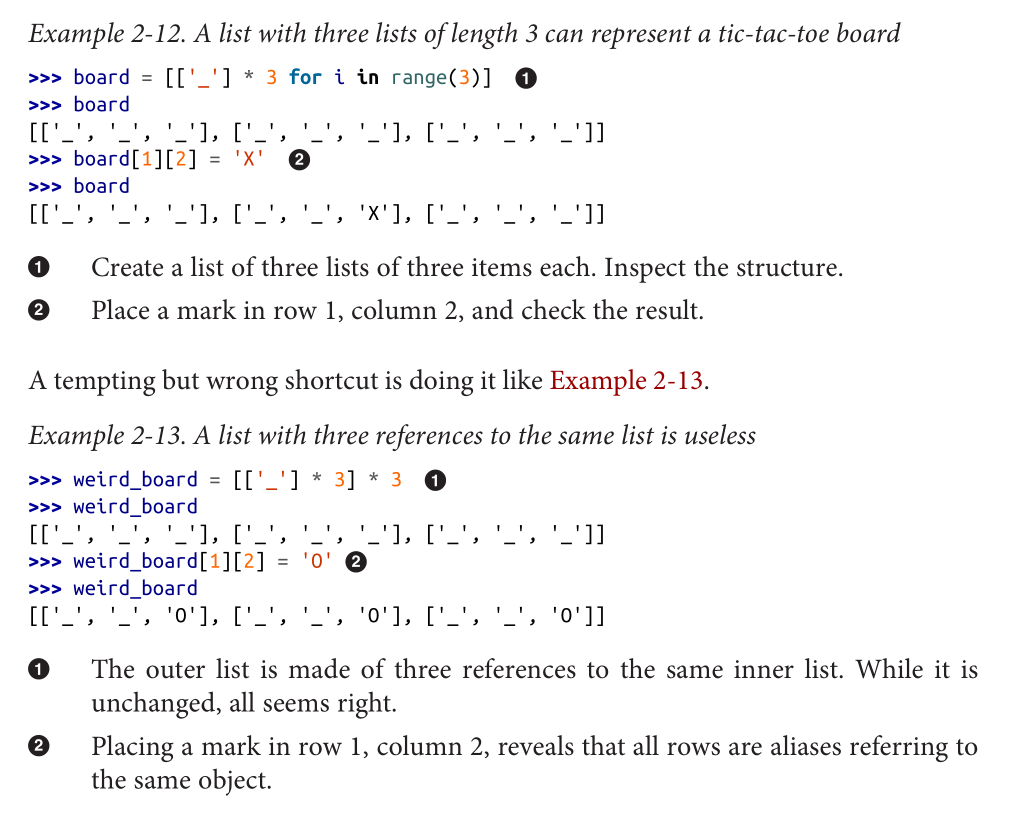 Example 2-12. A list with three lists of length 3 can represent a tic-tac-toe board
>>> board = [['_'] * 3 for i in range(3)] ❶
>>> board
[['_', '_', '_'], ['_', '_', '_'], ['_', '_', '_']]
>>> board[1][2] = 'X' ❷
>>> board
[['_', '_', '_'], ['_', '_', 'X'], ['_', '_', '_']]
❶ Create a list of three lists of three items each. Inspect the structure.
❷ Place a mark in row 1, column 2, and check the result.
A tempting but wrong shortcut is doing it like Example 2-13.
Example 2-13. A list with three references to the same list is useless
>>> weird_board = [['_'] * 3] * 3 ❶
>>> weird_board
[['_', '_', '_'], ['_', '_', '_'], ['_', '_', '_']]
>>> weird_board[1][2] = 'O' ❷
>>> weird_board
[['_', '_', 'O'], ['_', '_', 'O'], ['_', '_', 'O']]
❶ The outer list is made of three references to the same inner list. While it is
unchanged, all seems right.
❷ Placing a mark in row 1, column 2, reveals that all rows are aliases referring to
the same object.